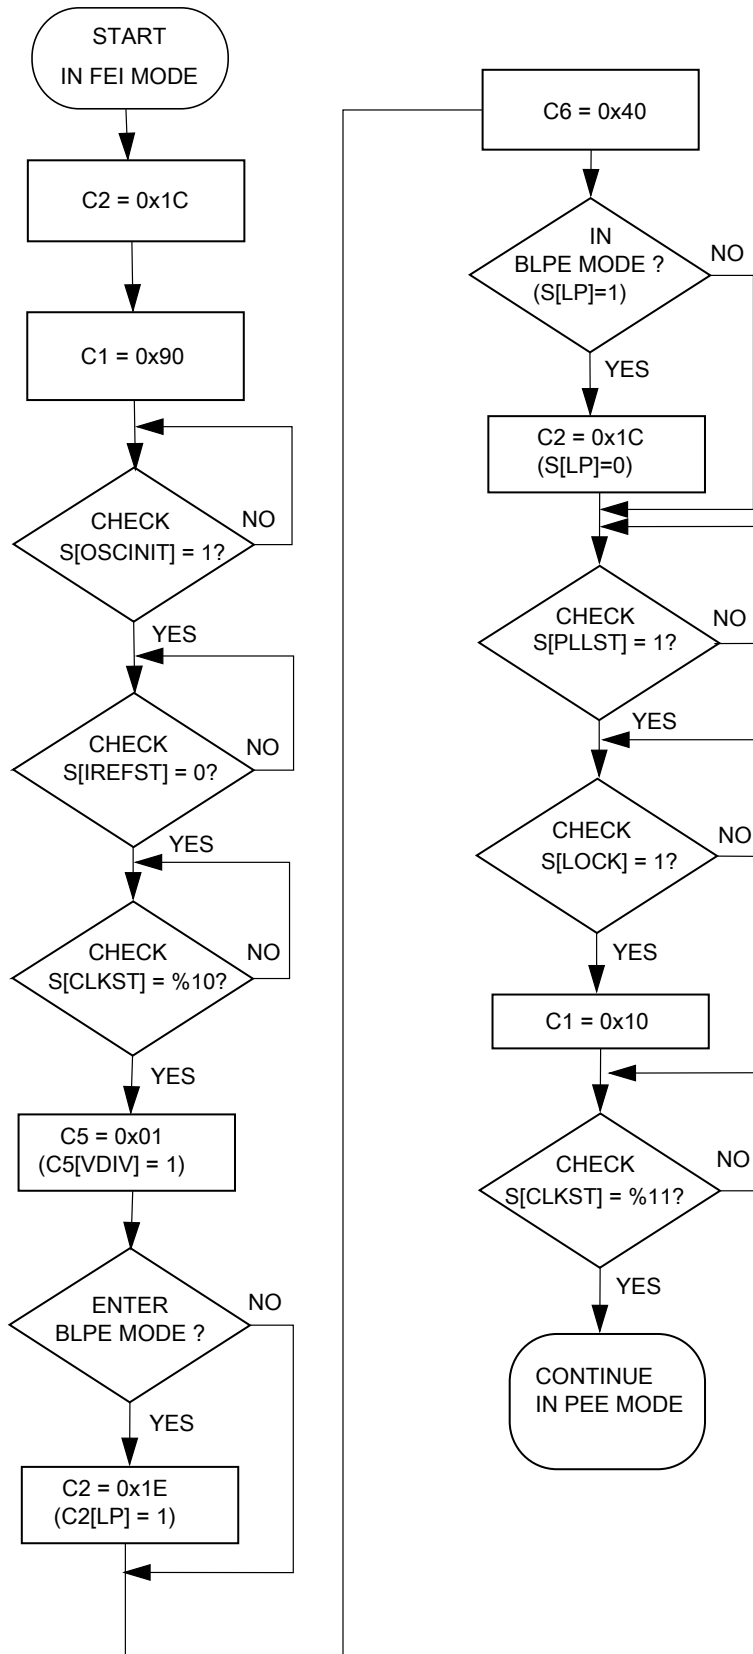 START
IN FEI MODE
C2 = 0x1C
C1 = 0x90
CHECK
S[OSCINIT] = 1?
NO
YES
CHECK
S[IREFST] = 0?
NO
YES
CHECK
S[CLKST] = %10?
NO
YES
C5 = 0x01
(C5[VDIV] = 1)
ENTER
BLPE MODE ?
NO
YES
C2 = 0x1E
(C2[LP] = 1)
C6 = 0x40
IN
BLPE MODE ?
(S[LP]=1)
NO
YES
C2 = 0x1C
(S[LP]=0)
CHECK
S[PLLST] = 1?
NO
YES
CHECK
S[LOCK] = 1?
NO
YES
C1 = 0x10
CHECK
S[CLKST] = %11?
NO
YES
CONTINUE
IN PEE MODE